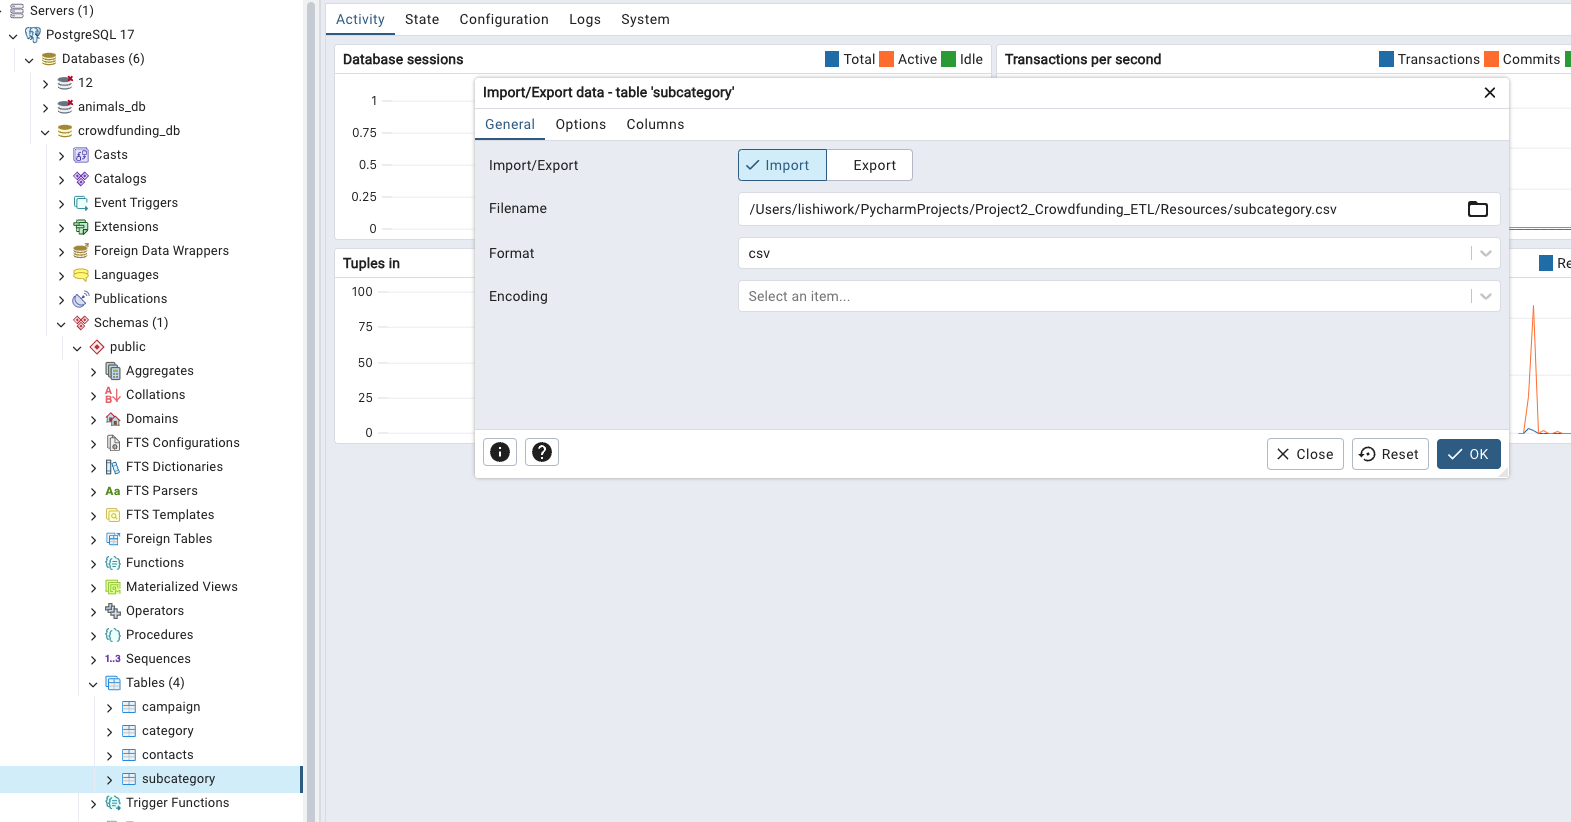 Servers (1)
PostgreSQL 17
Databases (6)
12
animals_db
crowdfunding_db
Casts
Catalogs
Event Triggers
Extensions
Foreign Data Wrappers
Languages
Publications
Schemas (1)
public
Aggregates
Collations
Domains
FTS Configurations
FTS Dictionaries
Aa FTS Parsers
FTS Templates
Foreign Tables
Functions
Materialized Views
Operators
Procedures
1..3 Sequences
Tables (4)
campaign
category
contacts
subcategory
Trigger Functions
Activity State Configuration Logs System
Database sessions Total Active Idle
1
0.75
0.5
0.25
0
Transactions per second Transactions Commits
Tuples in
100
75
50
25
0
Re
Import/Export data - table 'subcategory'
General Options Columns
Import/Export Import Export
Filename /Users/lishiwork/PycharmProjects/Project2_Crowdfunding_ETL/Resources/subcategory.csv
Format csv
Encoding Select an item...
Close Reset OK